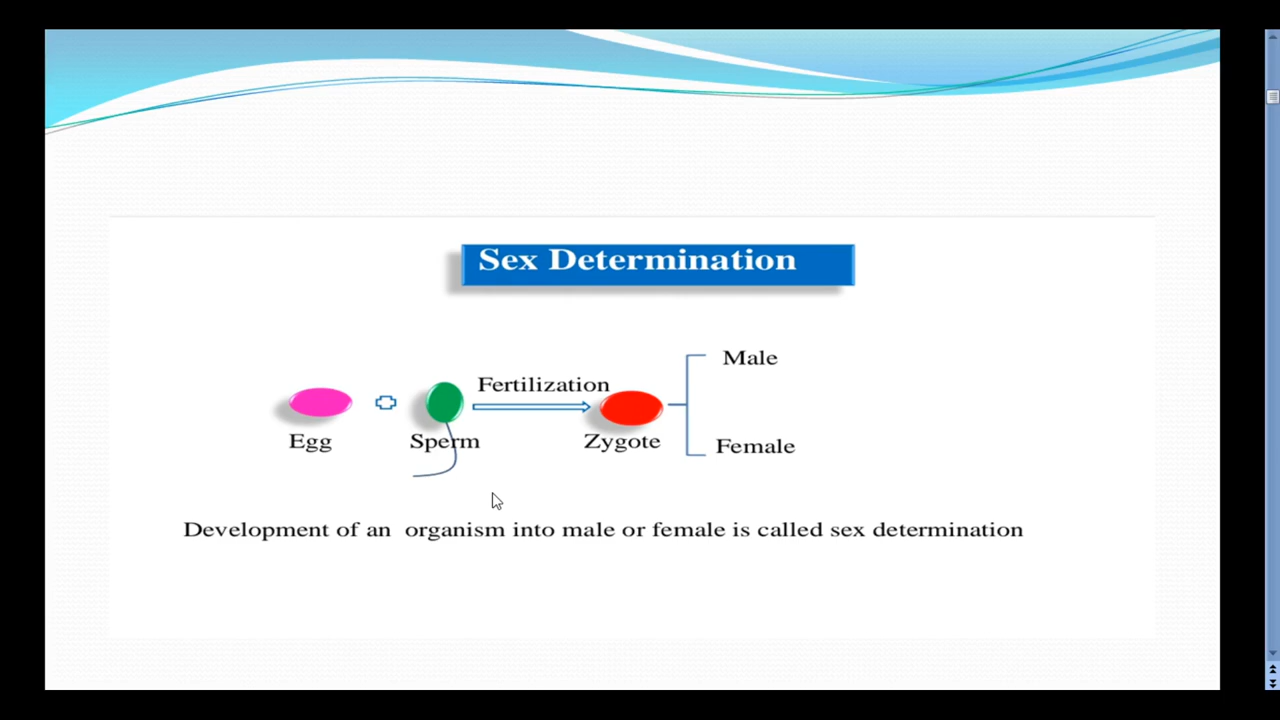 Sex Determination
Male
Fertilization
Egg
Sperm
Zygote
Female
Development of an organism into male or female is called sex determination